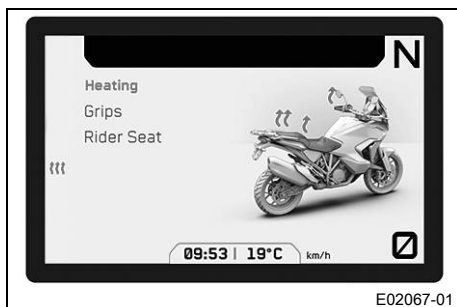 N
Heating
Grips
Rider Seat
09:53 | 19°C km/h
0
E02067-01